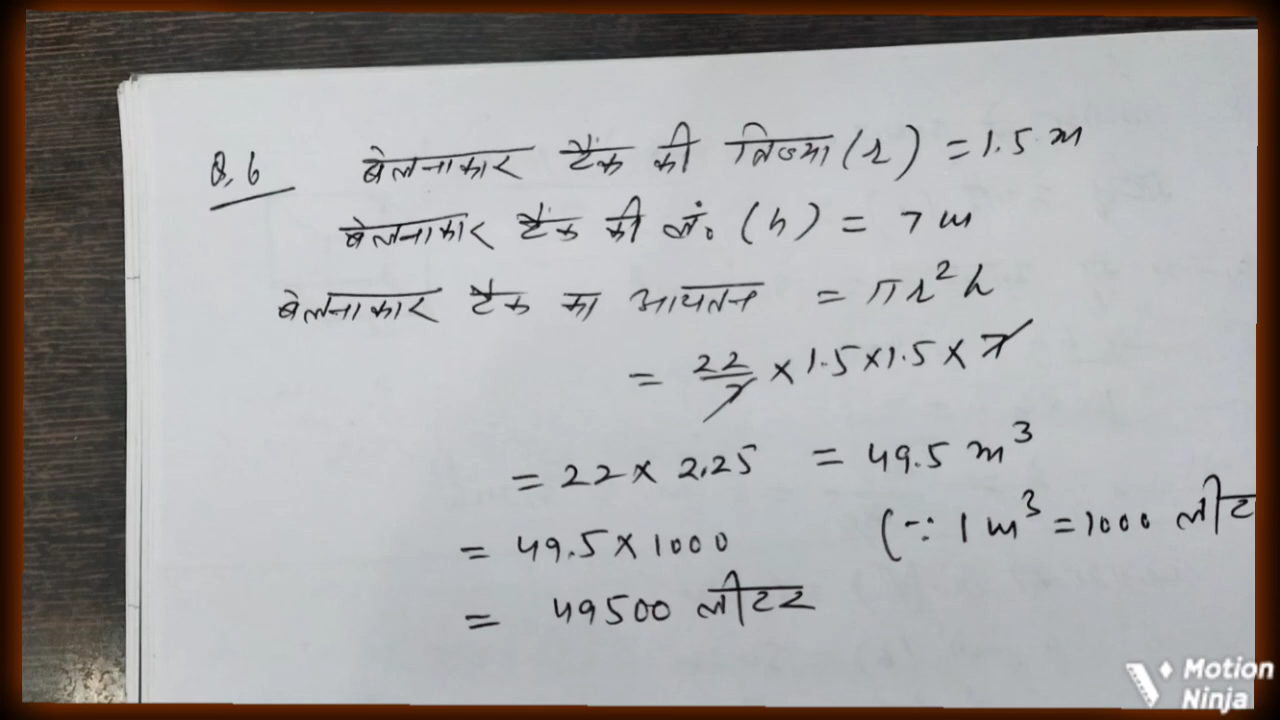 Q.6 बेलनाकार टैंक की त्रिज्या (r) = 1.5 m
बेलनाकार टैंक की लं. (h) = 7 m
बेलनाकार टैंक का आयतन = πr²h
= 22/7 × 1.5 × 1.5 × 7
= 22 × 2.25 = 49.5 m³
= 49.5 × 1000 (∵ 1 m³ = 1000 लीट
= 49500 लीटर
Motion
Ninja